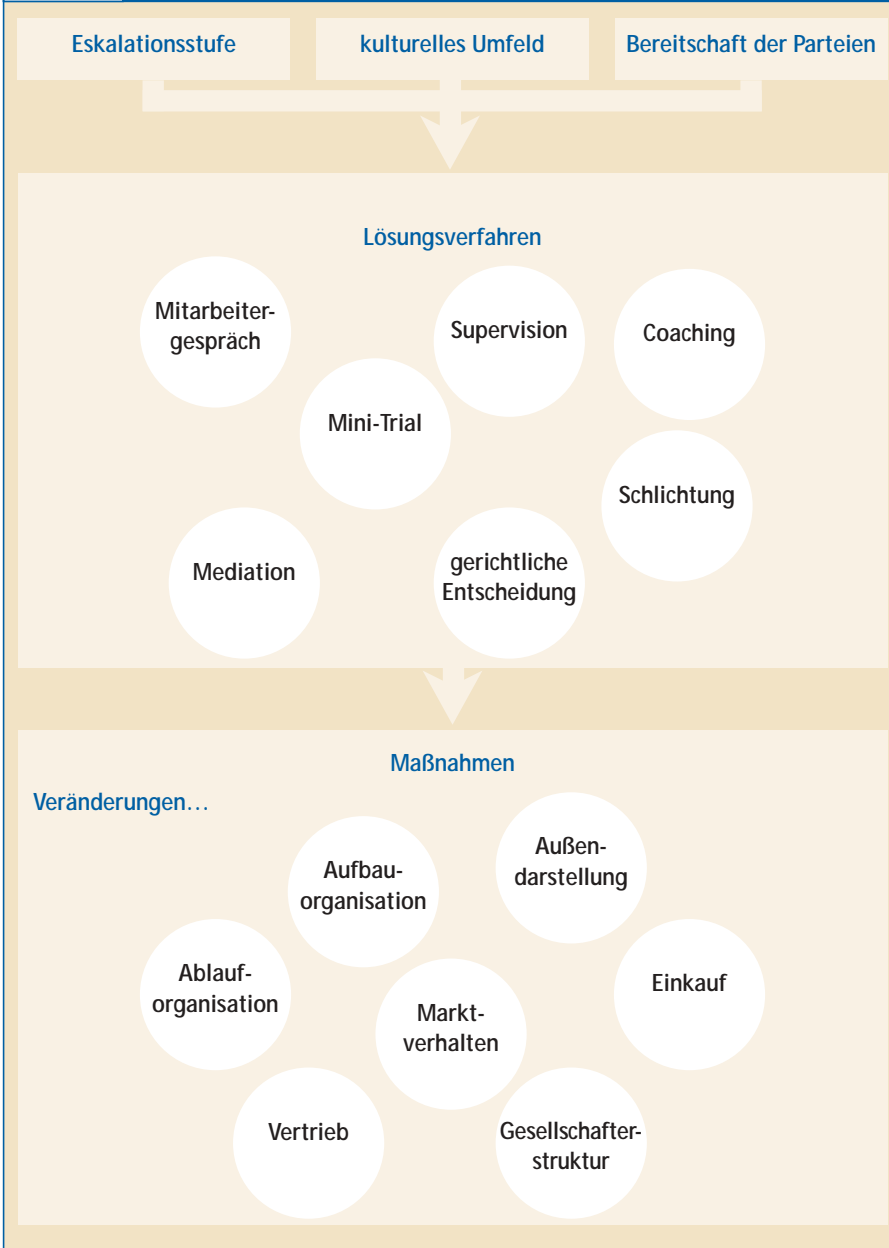 Eskalationsstufe
kulturelles Umfeld
Bereitschaft der Parteien
Lösungsverfahren
Mitarbeiter-
gespräch
Supervision
Coaching
Mini-Trial
Schlichtung
Mediation
gerichtliche
Entscheidung
Maßnahmen
Veränderungen…
Aufbau-
organisation
Außen-
darstellung
Ablauf-
organisation
Markt-
verhalten
Einkauf
Vertrieb
Gesellschafter-
struktur